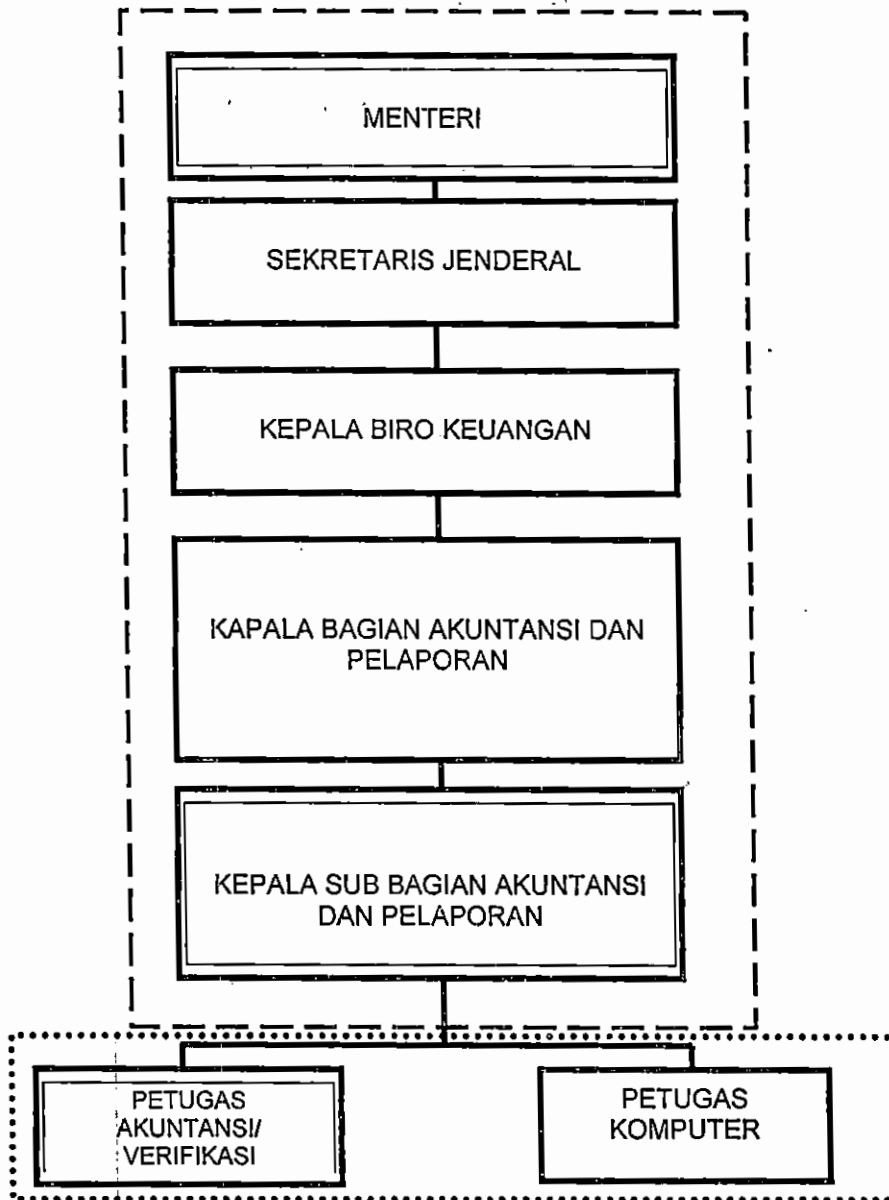 MENTERI
SEKRETARIS JENDERAL
KEPALA BIRO KEUANGAN
KAPALA BAGIAN AKUNTANSI DAN
PELAPORAN
KEPALA SUB BAGIAN AKUNTANSI
DAN PELAPORAN
PETUGAS
AKUNTANSI/
VERIFIKASI
PETUGAS
KOMPUTER